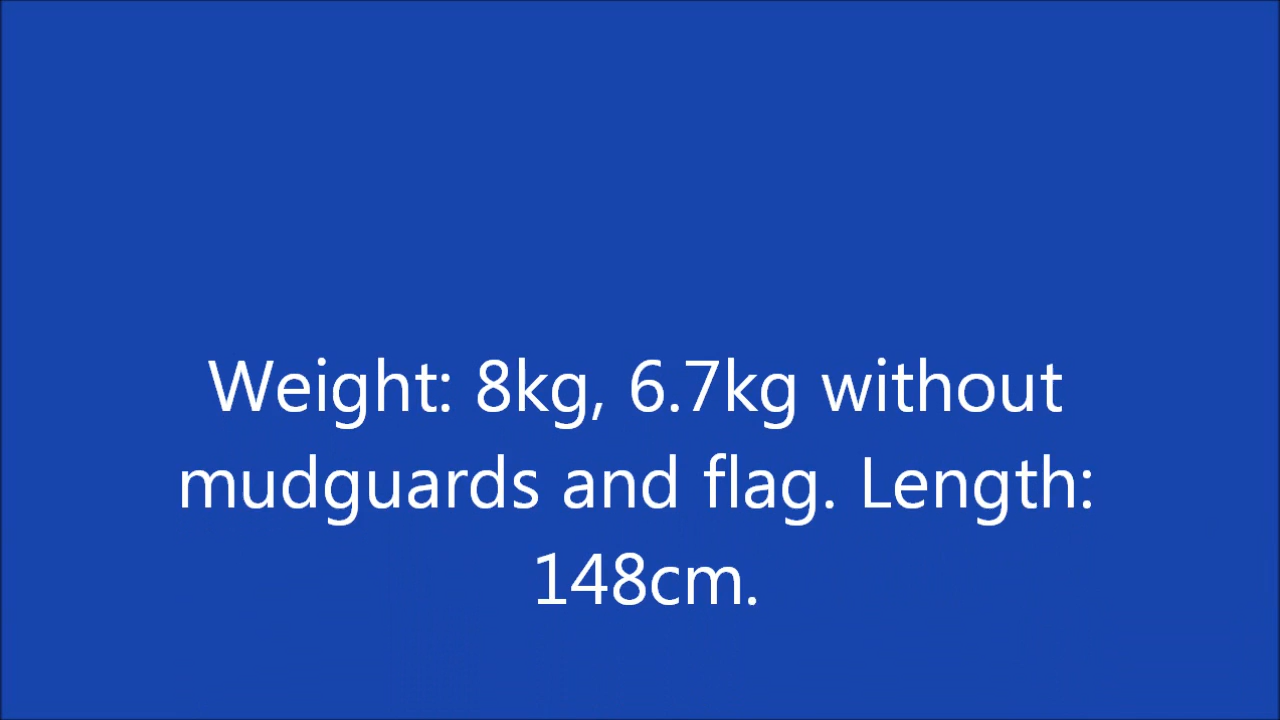 Weight: 8kg, 6.7kg without
mudguards and flag. Length:
148cm.